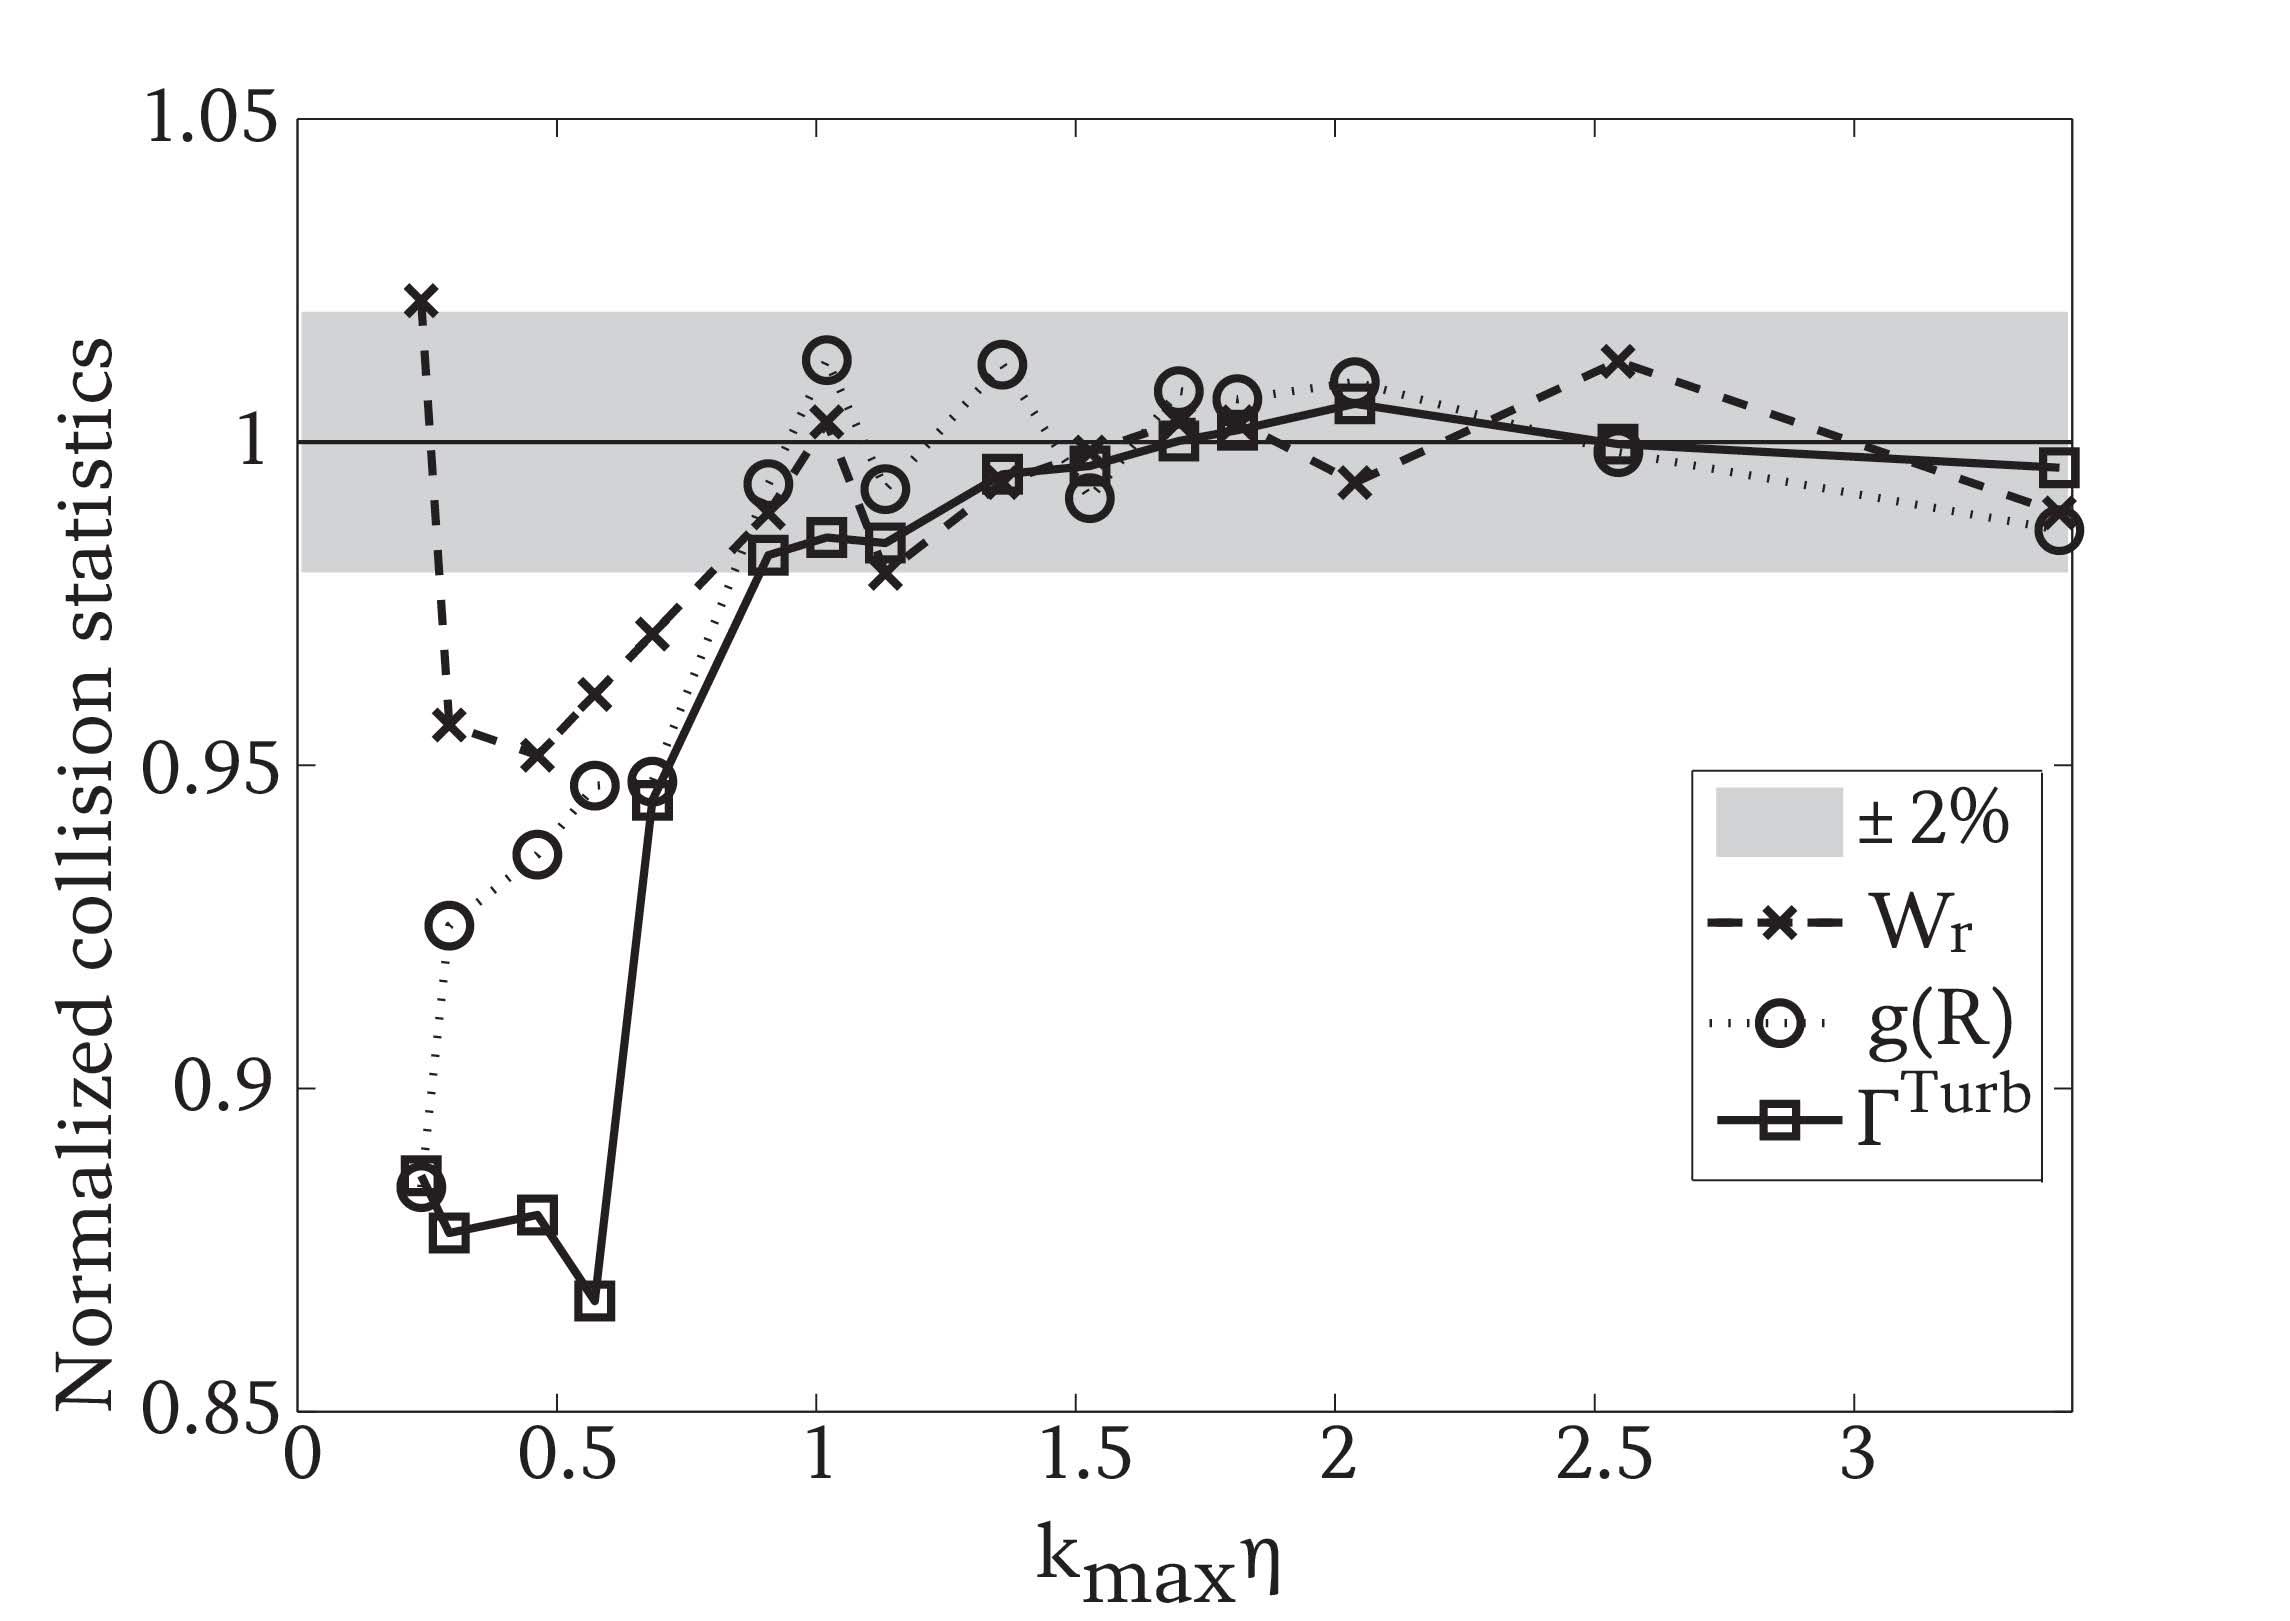 Normalized collision statistics
1.05
1
0.95
0.9
0.85
0 0.5 1 1.5 2 2.5 3
kmaxη
± 2%
Wr
g(R)
ΓTurb